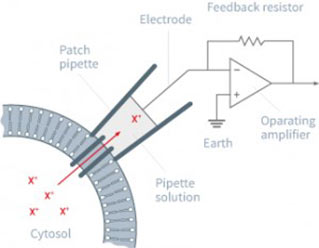 Feedback resistor
Electrode
Patch
pipette
X⁺
−
+
Oparating
amplifier
Earth
Pipette
solution
X⁺
X⁺
X⁺
X⁺
Cytosol